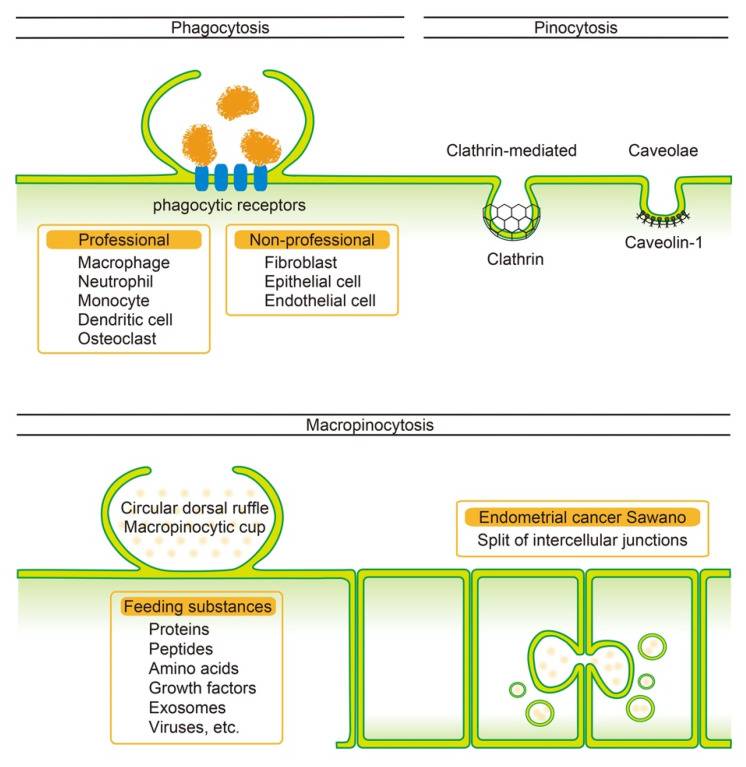 Phagocytosis
Pinocytosis
Clathrin-mediated
Caveolae
phagocytic receptors
Clathrin
Caveolin-1
Professional
Macrophage
Neutrophil
Monocyte
Dendritic cell
Osteoclast
Non-professional
Fibroblast
Epithelial cell
Endothelial cell
Macropinocytosis
Circular dorsal ruffle
Macropinocytic cup
Endometrial cancer Sawano
Split of intercellular junctions
Feeding substances
Proteins
Peptides
Amino acids
Growth factors
Exosomes
Viruses, etc.